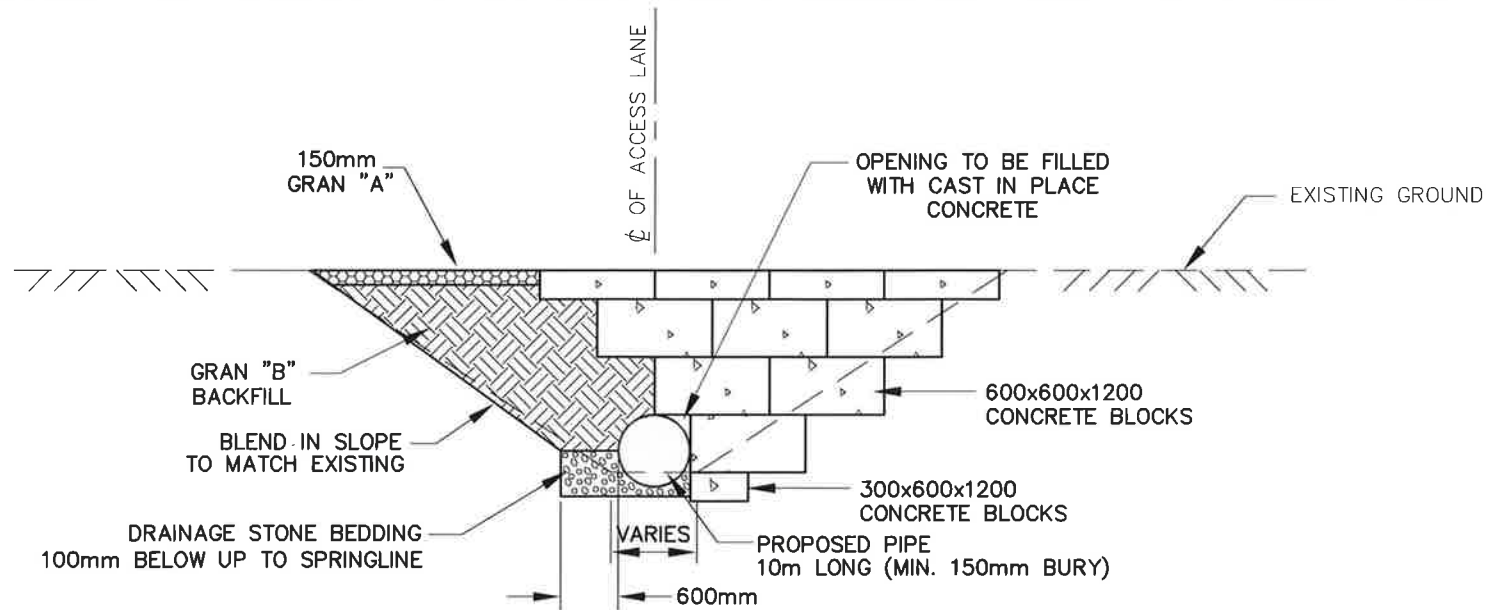 ℄ OF ACCESS LANE
150mm
GRAN "A"
OPENING TO BE FILLED
WITH CAST IN PLACE
CONCRETE
EXISTING GROUND
GRAN "B"
BACKFILL
600x600x1200
CONCRETE BLOCKS
BLEND IN SLOPE
TO MATCH EXISTING
300x600x1200
CONCRETE BLOCKS
DRAINAGE STONE BEDDING
100mm BELOW UP TO SPRINGLINE
VARIES
PROPOSED PIPE
10m LONG (MIN. 150mm BURY)
600mm